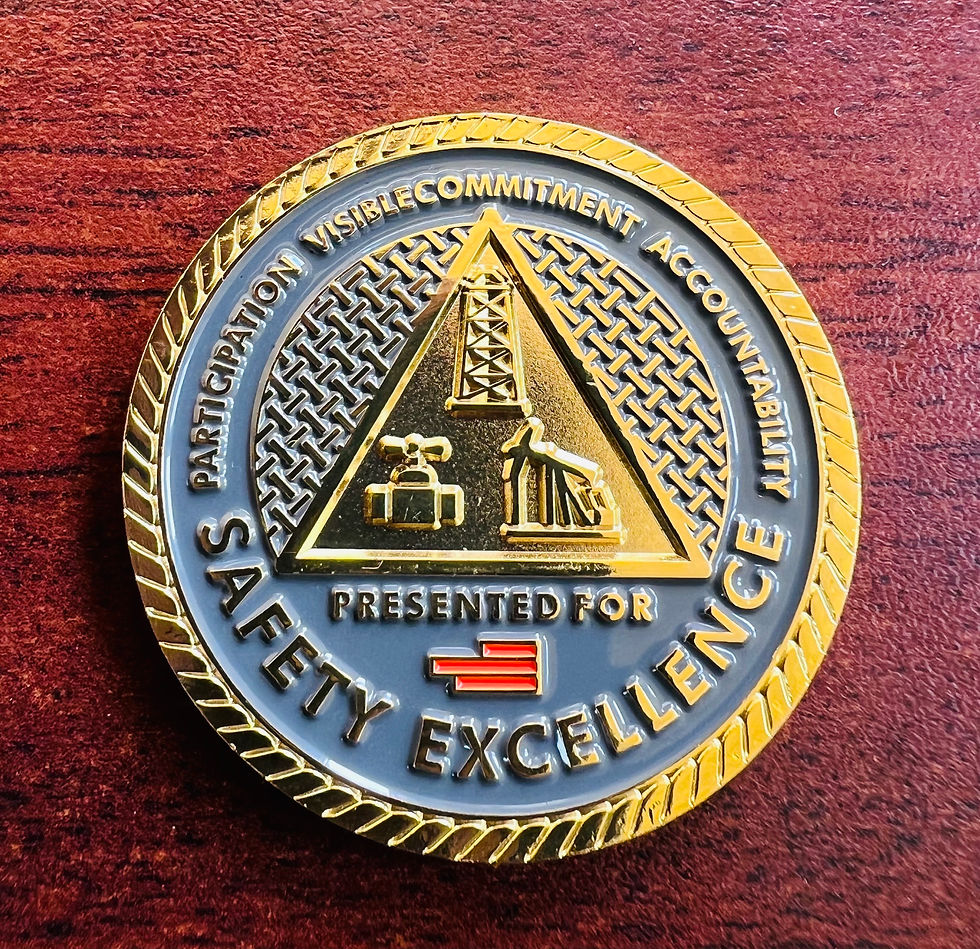 PARTICIPATION VISIBLECOMMITMENT ACCOUNTABILITY
PRESENTED FOR
SAFETY EXCELLENCE